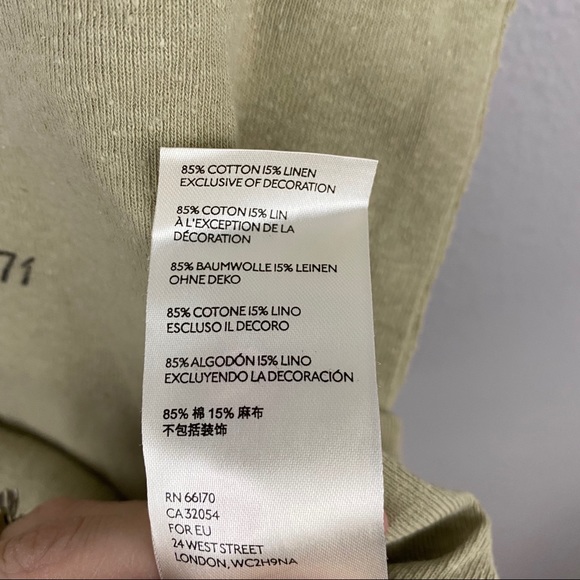 85% COTTON 15% LINEN
EXCLUSIVE OF DECORATION
85% COTON 15% LIN
À L'EXCEPTION DE LA
DÉCORATION
85% BAUMWOLLE 15% LEINEN
OHNE DEKO
85% COTONE 15% LINO
ESCLUSO IL DECORO
85% ALGODÓN 15% LINO
EXCLUYENDO LA DECORACIÓN
85% 棉 15% 麻布
不包括装饰
71
RN 66170
CA 32054
FOR EU
24 WEST STREET
LONDON, WC2H9NA